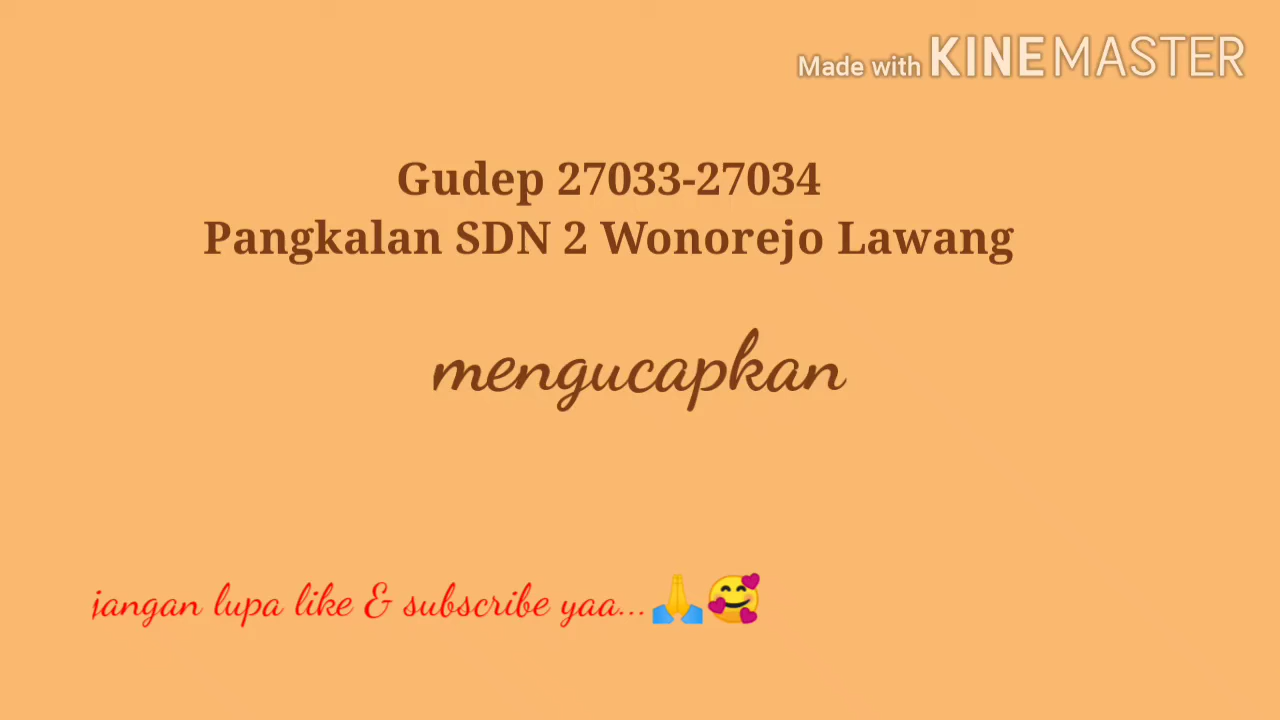 Made with KINEMASTER
Gudep 27033-27034
Pangkalan SDN 2 Wonorejo Lawang
mengucapkan
jangan lupa like & subscribe yaa...🙏🥰